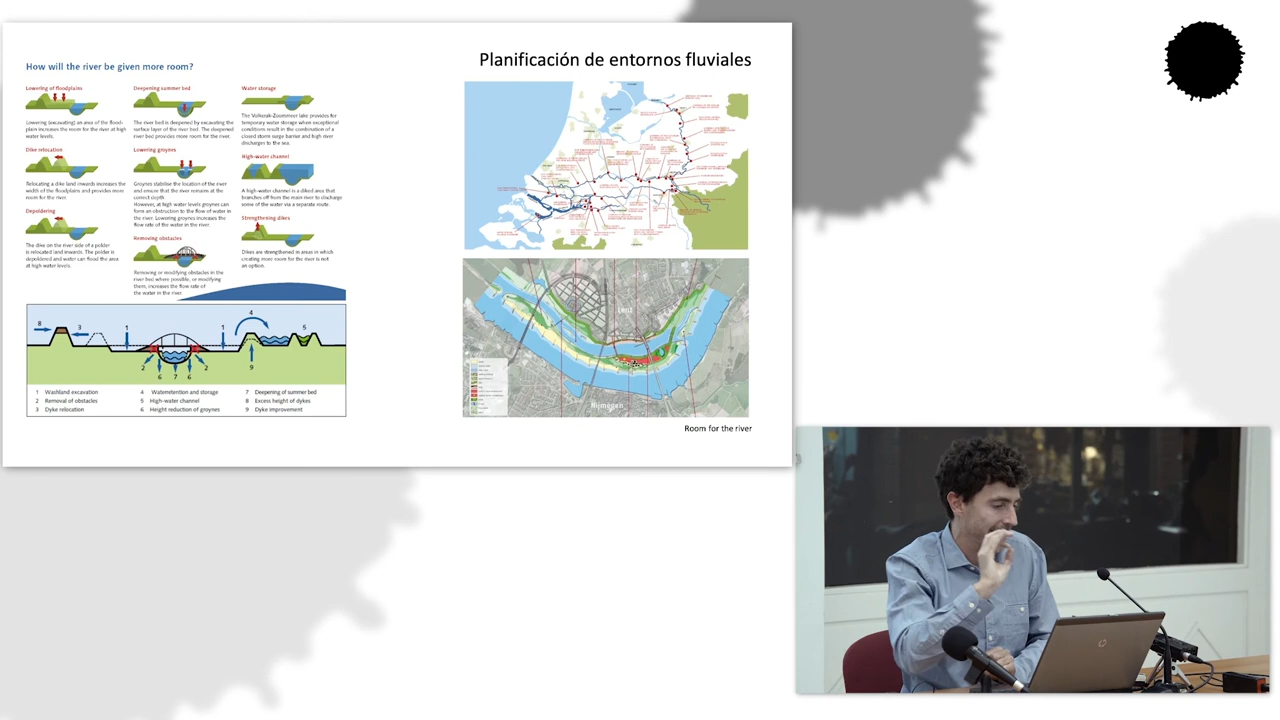 How will the river be given more room?
Lowering of floodplains
Lowering (excavating) an area of the flood-
plain increases the room for the river at high
water levels.
Dike relocation
Relocating a dike land inwards increases the
width of the floodplains and provides more
room for the river.
Depoldering
The dike on the river side of a polder
is relocated land inwards. The polder is
depoldered and water can flood the area
at high water levels.
Deepening summer bed
The river bed is deepened by excavating the
surface layer of the river bed. The deepened
river bed provides more room for the river.
Lowering groynes
Groynes stabilise the location of the river
and ensure that the river remains at the
correct depth.
However, at high water levels groynes can
form an obstruction to the flow of water in
the river. Lowering groynes increases the
flow rate of the water in the river.
Removing obstacles
Removing or modifying obstacles in the
river bed where possible, or modifying
them, increases the flow rate of
the water in the river.
Water storage
The Volkerak-Zoommeer lake provides for
temporary water storage when exceptional
conditions result in the combination of a
closed storm surge barrier and high river
discharges to the sea.
High-water channel
A high-water channel is a diked area that
branches off from the main river to discharge
some of the water via a separate route.
Strengthening dikes
Dikes are strengthened in areas in which
creating more room for the river is not
an option.
8 3 1 1 4 5
2 6 7 6 2 9
1 Washland excavation
2 Removal of obstacles
3 Dyke relocation
4 Waterretention and storage
5 High-water channel
6 Height reduction of groynes
7 Deepening of summer bed
8 Excess height of dykes
9 Dyke improvement
Planificación de entornos fluviales
Lent
Nijmegen
Room for the river
hp